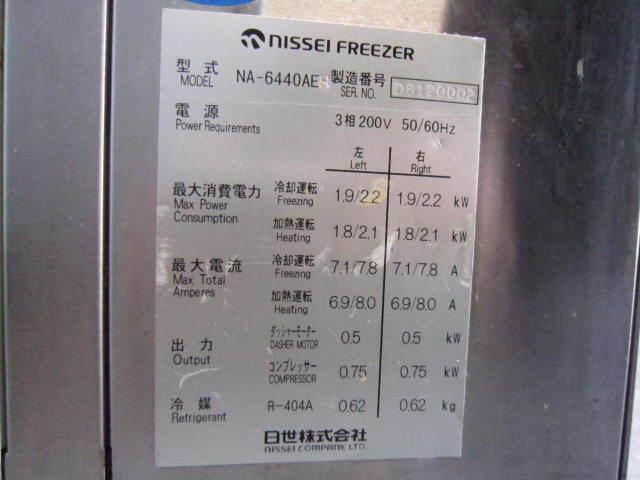 NISSEI FREEZER
型式 NA-6440AEH 製造番号 D8120002
MODEL SER. NO.
電源 3相200V 50/60Hz
Power Requirements
左 右
Left Right
最大消費電力 冷却運転 1.9/2.2 1.9/2.2 kW
Max Power Freezing
Consumption 加熱運転 1.8/2.1 1.8/2.1 kW
Heating
最大電流 冷却運転 7.1/7.8 7.1/7.8 A
Max Total Freezing
Amperes 加熱運転 6.9/8.0 6.9/8.0 A
Heating
出力 ダッシャーモーター 0.5 0.5 kW
Output DASHER MOTOR
コンプレッサー 0.75 0.75 kW
COMPRESSOR
冷媒 R-404A 0.62 0.62 kg
Refrigerant
日世株式会社
NISSEI COMPANY, LTD.